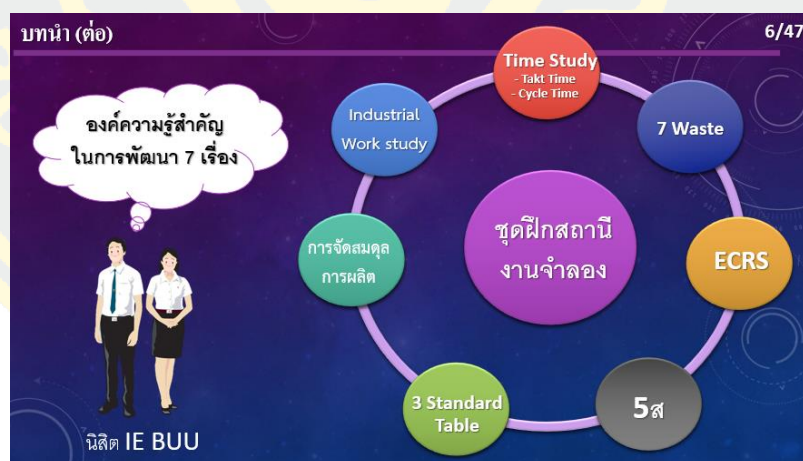 บทนำ (ต่อ)
6/47
องค์ความรู้สำคัญ
ในการพัฒนา 7 เรื่อง
นิสิต IE BUU
Time Study
- Takt Time
- Cycle Time
7 Waste
ECRS
5ส
3 Standard
Table
การจัดสมดุล
การผลิต
Industrial
Work study
ชุดฝึกสถานี
งานจำลอง